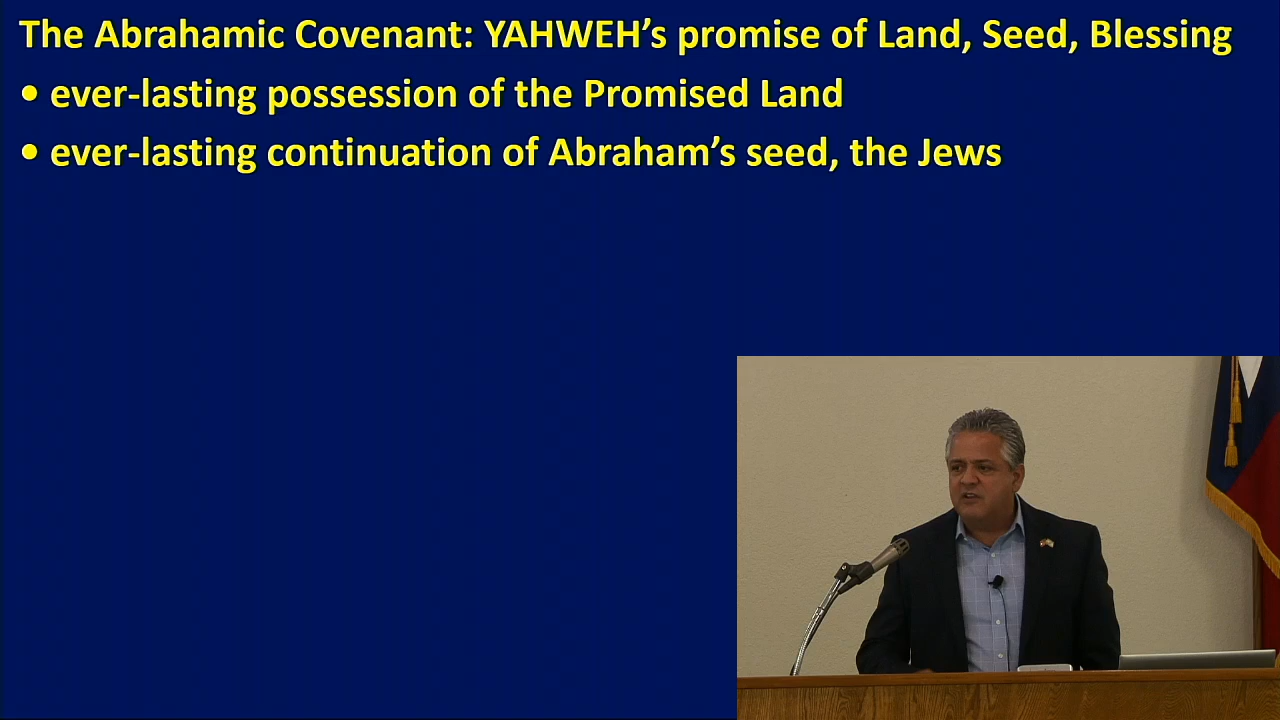 The Abrahamic Covenant: YAHWEH’s promise of Land, Seed, Blessing
• ever-lasting possession of the Promised Land
• ever-lasting continuation of Abraham’s seed, the Jews